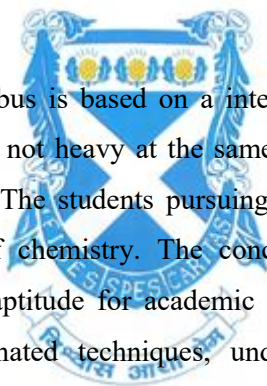 bus is based on a inte
not heavy at the same
The students pursuing
f chemistry. The conc
aptitude for academic
nated techniques, und